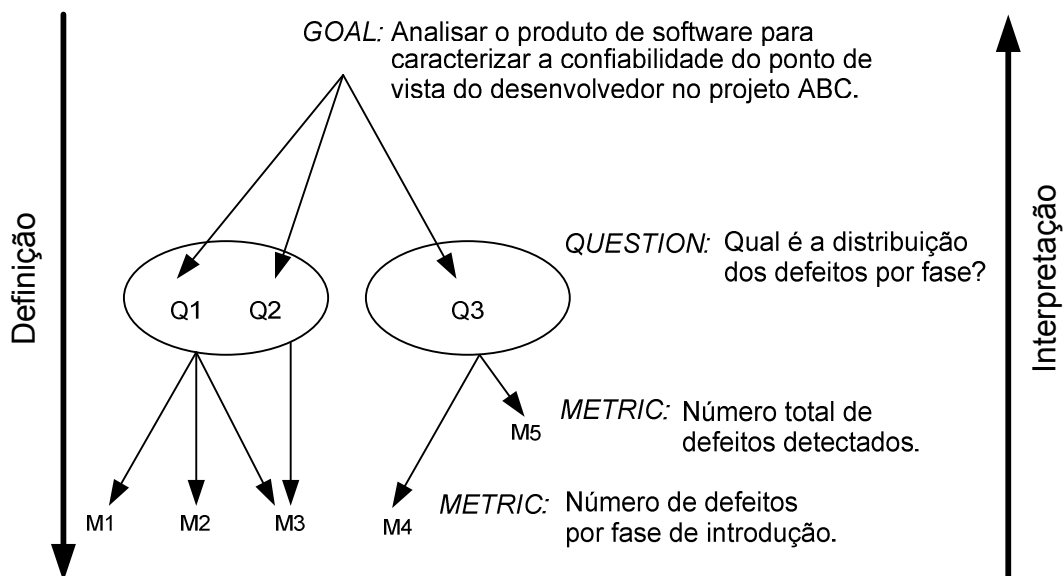 GOAL: Analisar o produto de software para
caracterizar a confiabilidade do ponto de
vista do desenvolvedor no projeto ABC.
Definição
Interpretação
QUESTION: Qual é a distribuição
dos defeitos por fase?
Q1 Q2 Q3
METRIC: Número total de
defeitos detectados.
M5
METRIC: Número de defeitos
por fase de introdução.
M1 M2 M3 M4